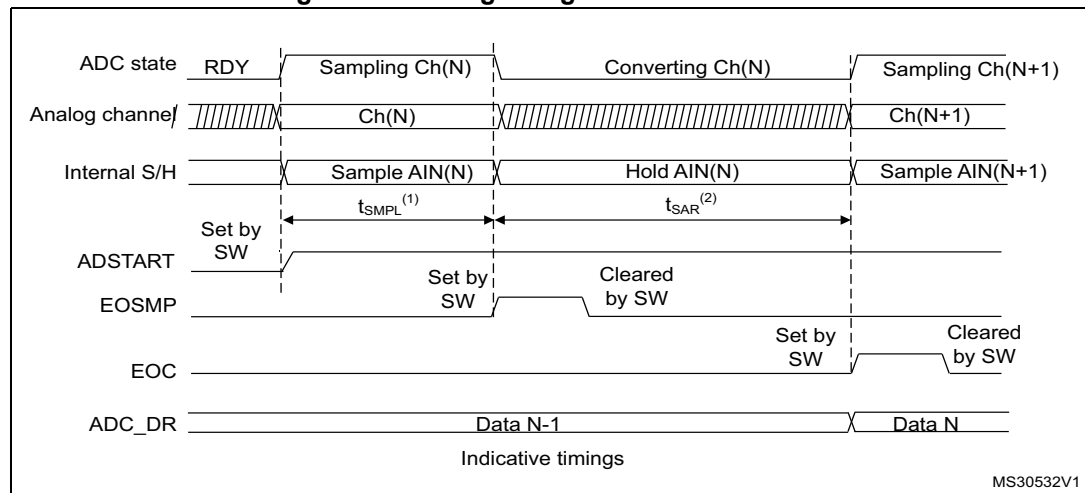 ADC state RDY Sampling Ch(N) Converting Ch(N) Sampling Ch(N+1)
Analog channel Ch(N) Ch(N+1)
Internal S/H Sample AIN(N) Hold AIN(N) Sample AIN(N+1)
tSMPL(1) tSAR(2)
Set by
SW
ADSTART
Set by
SW
Cleared
by SW
EOSMP
Set by
SW
Cleared
by SW
EOC
ADC_DR Data N-1 Data N
Indicative timings
MS30532V1